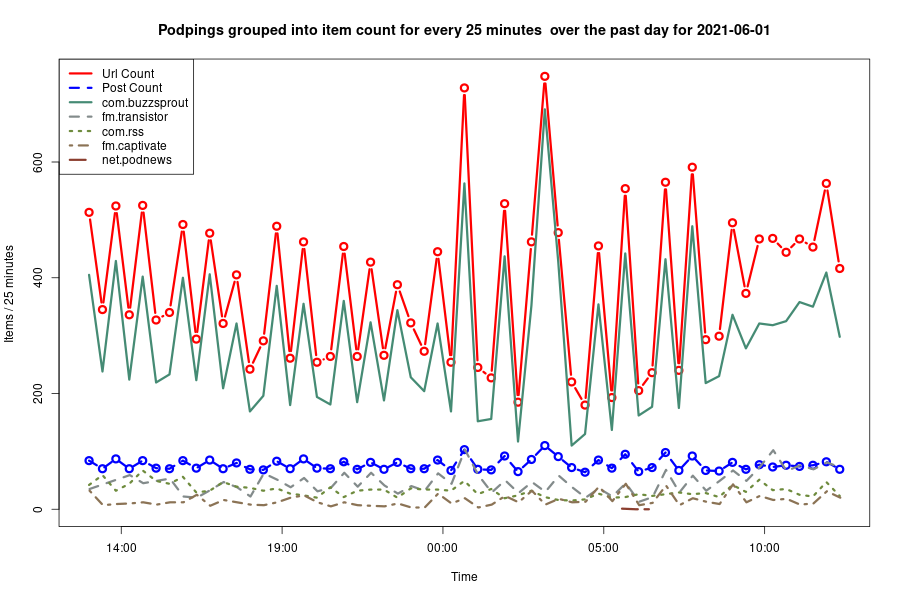 Podpings grouped into item count for every 25 minutes  over the past day for 2021-06-01
Url Count
Post Count
com.buzzsprout
fm.transistor
com.rss
fm.captivate
net.podnews
Items / 25 minutes
600
400
200
0
14:00
19:00
00:00
05:00
10:00
Time